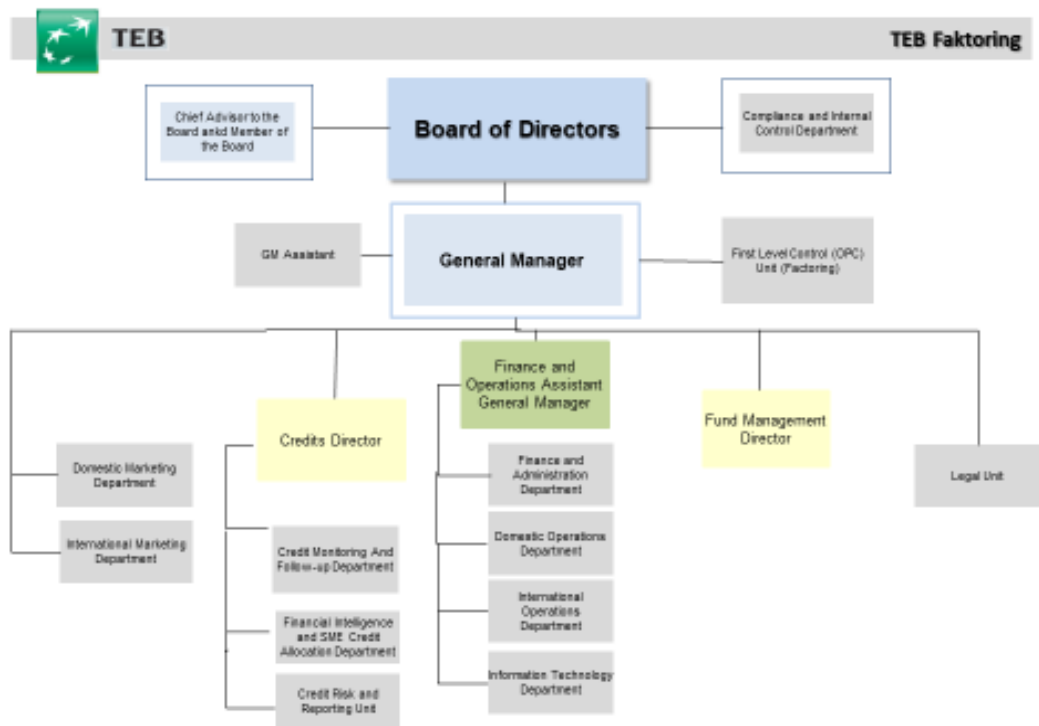 TEB
TEB Faktoring
Chief Advisor to the
Board ankd Member of
the Board
Board of Directors
Compliance and Internal
Control Department
GM Assistant
General Manager
First Level Control (OPC)
Unit (Factoring)
Finance and
Operations Assistant
General Manager
Credits Director
Fund Management
Director
Domestic Marketing
Department
Finance and
Administration
Department
Legal Unit
International Marketing
Department
Credit Monitoring And
Follow-up Department
Domestic Operations
Department
Financial Intelligence
and SME Credit
Allocation Department
International
Operations
Department
Credit Risk and
Reporting Unit
Information Technology
Department